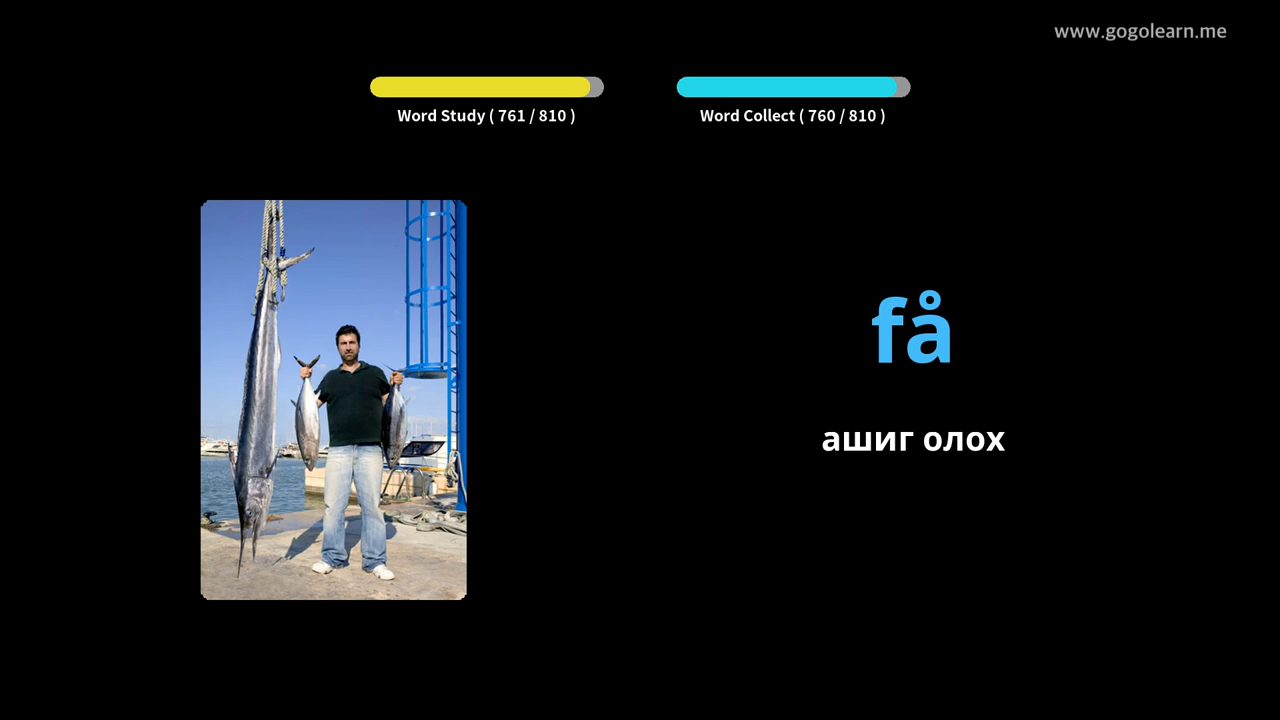 www.gogolearn.me
Word Study ( 761 / 810 )
Word Collect ( 760 / 810 )
få
ашиг олох